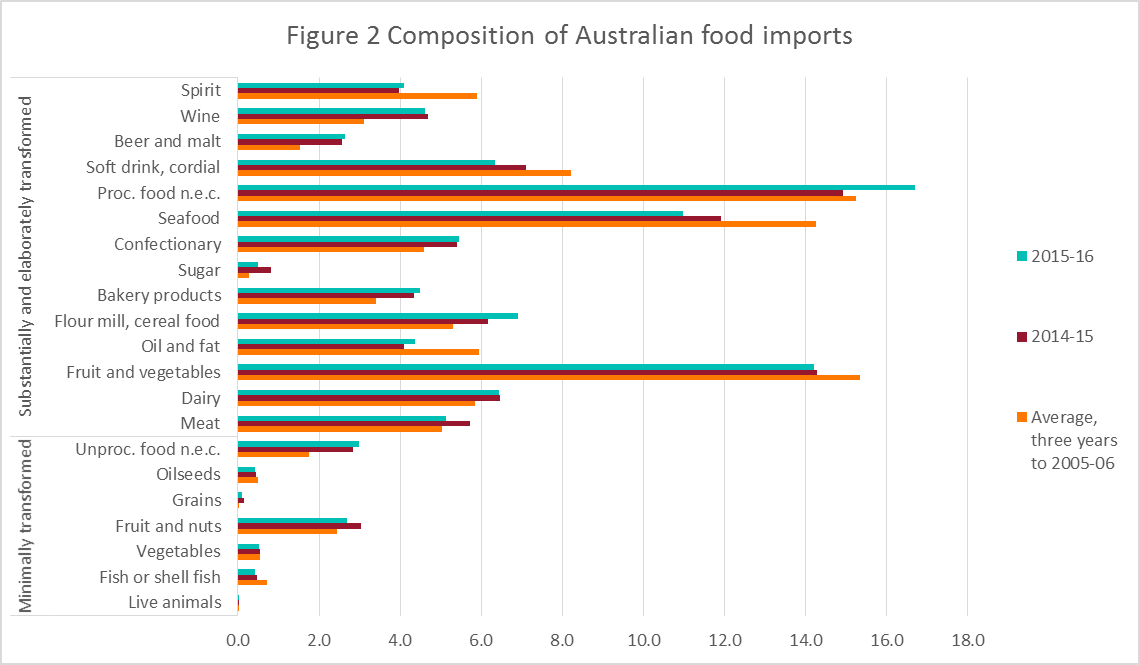 Figure 2 Composition of Australian food imports
Substantially and elaborately transformed
Spirit
Wine
Beer and malt
Soft drink, cordial
Proc. food n.e.c.
Seafood
Confectionary
Sugar
Bakery products
Flour mill, cereal food
Oil and fat
Fruit and vegetables
Dairy
Meat
Minimally transformed
Unproc. food n.e.c.
Oilseeds
Grains
Fruit and nuts
Vegetables
Fish or shell fish
Live animals
0.0 2.0 4.0 6.0 8.0 10.0 12.0 14.0 16.0 18.0
2015-16
2014-15
Average,
three years
to 2005-06